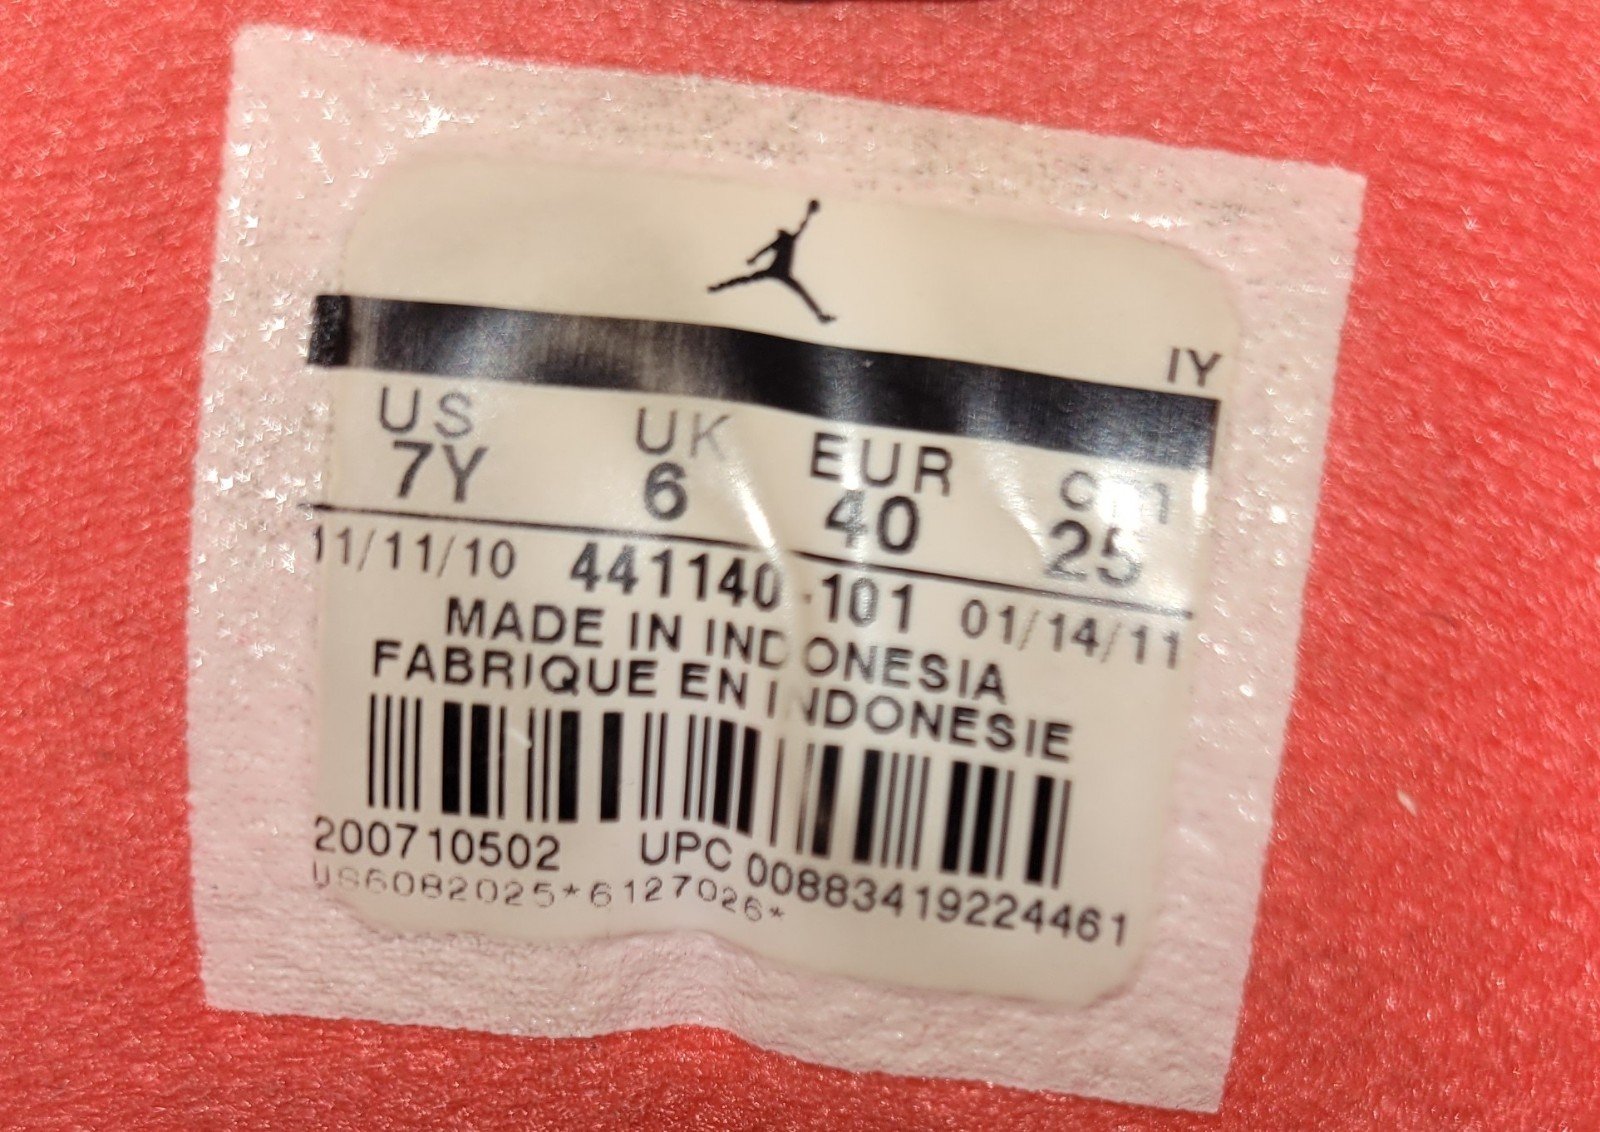 IY
US UK EUR cm
7Y 6 40 25
11/11/10 441140-101 01/14/11
MADE IN INDONESIA
FABRIQUE EN INDONESIE
200710502 UPC 00883419224461
US6082025*6127026*